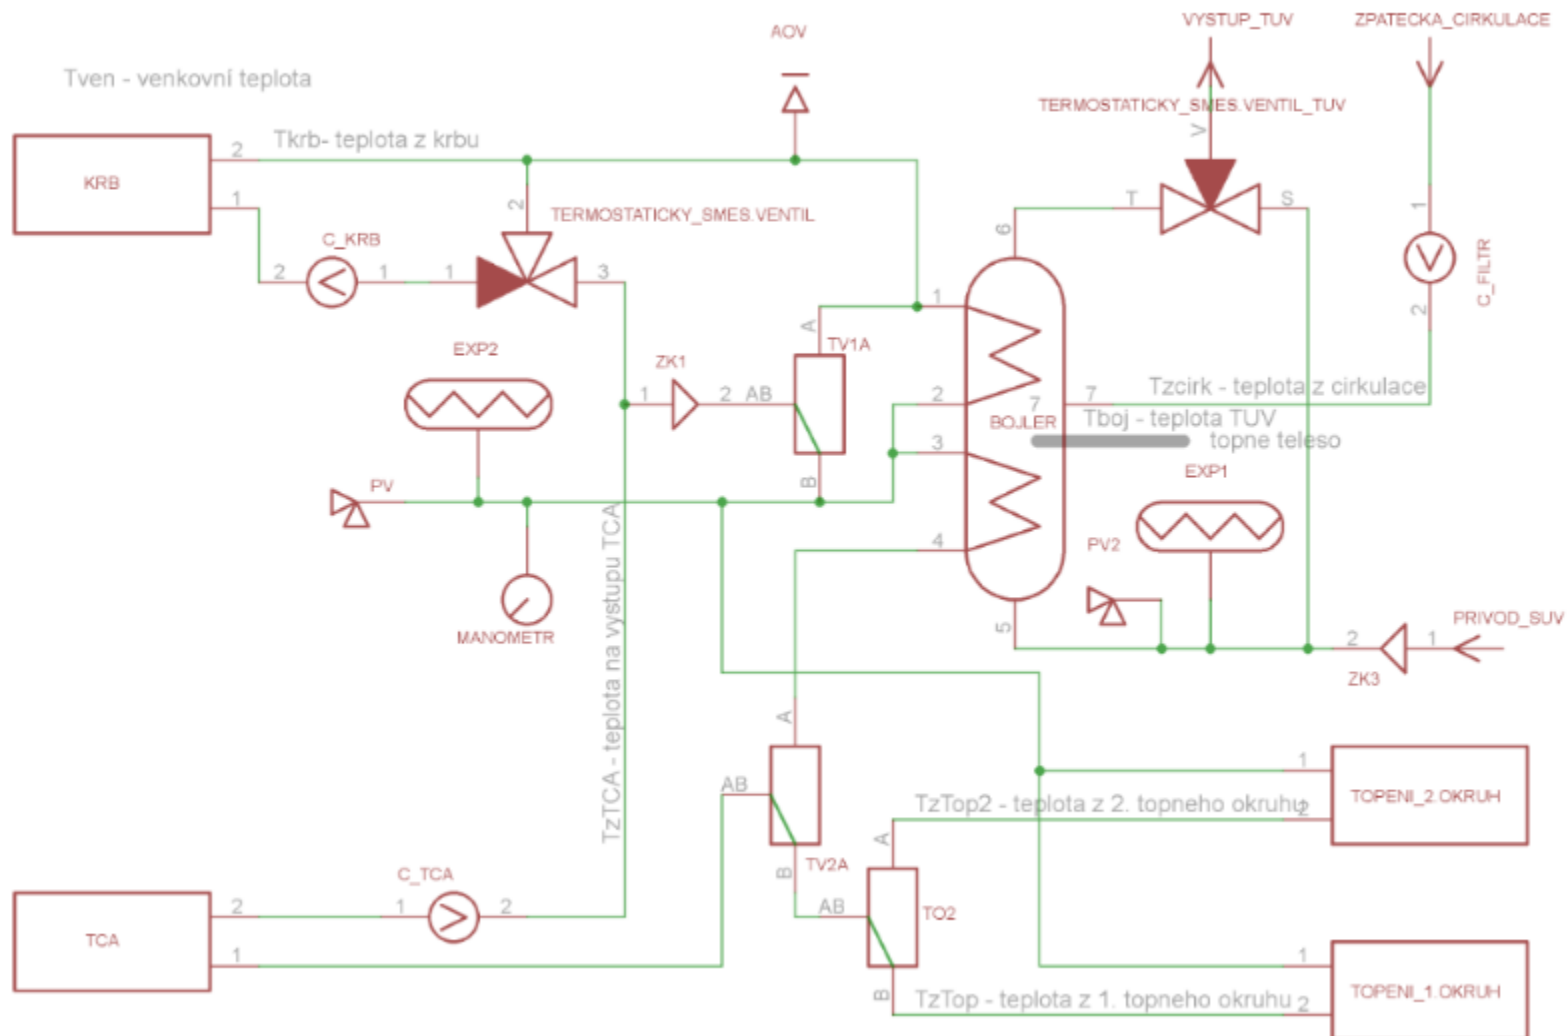 VYSTUP_TUV
ZPATECKA_CIRKULACE
AOV
Tven - venkovní teplota
TERMOSTATICKY_SMES.VENTIL_TUV
V
Tkrb- teplota z krbu
2
KRB
1
2
TERMOSTATICKY_SMES.VENTIL
T
S
1
C_KRB
6
C_FILTR
2
1
1
3
2
1
A
EXP2
TV1A
ZK1
1
2
AB
2
7
7
Tzcirk - teplota z cirkulace
BOJLER
Tboj - teplota TUV
topne teleso
3
EXP1
PV
B
4
PV2
TzTCA - teplota na vystupu TCA
MANOMETR
5
2
1
PRIVOD_SUV
ZK3
A
AB
1
TOPENI_2.OKRUH
TzTop2 - teplota z 2. topneho okruhu
2
A
B
TV2A
C_TCA
2
1
2
AB
TO2
TCA
1
1
B
TzTop - teplota z 1. topneho okruhu
2
TOPENI_1.OKRUH